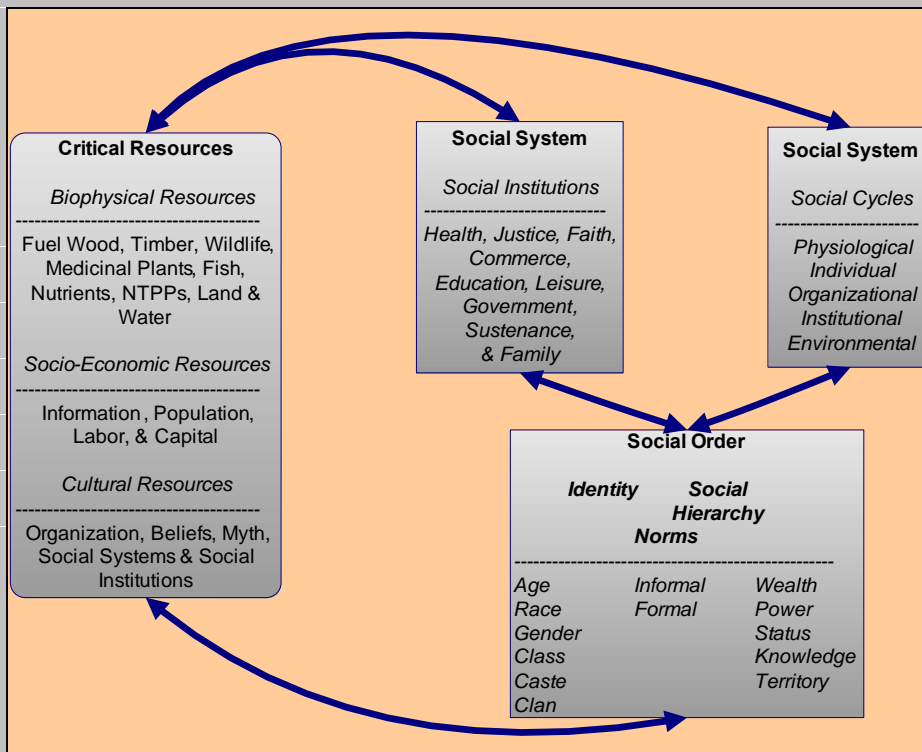 Critical Resources
Biophysical Resources
---------------------------------------
Fuel Wood, Timber, Wildlife,
Medicinal Plants, Fish,
Nutrients, NTPPs, Land &
Water
Socio-Economic Resources
---------------------------------------
Information , Population,
Labor, & Capital
Cultural Resources
---------------------------------------
Organization, Beliefs, Myth,
Social Systems & Social
Institutions
Social System
Social Institutions
-----------------------------
Health, Justice, Faith,
Commerce,
Education, Leisure,
Government,
Sustenance,
& Family
Social System
Social Cycles
-----------------------
Physiological
Individual
Organizational
Institutional
Environmental
Social Order
Identity Social
Hierarchy
Norms
---------------------------------------------------
Age Informal Wealth
Race Formal Power
Gender Status
Class Knowledge
Caste Territory
Clan